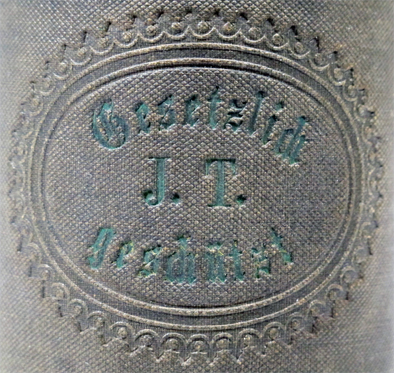 Gesetzlich
J. T.
geschützt